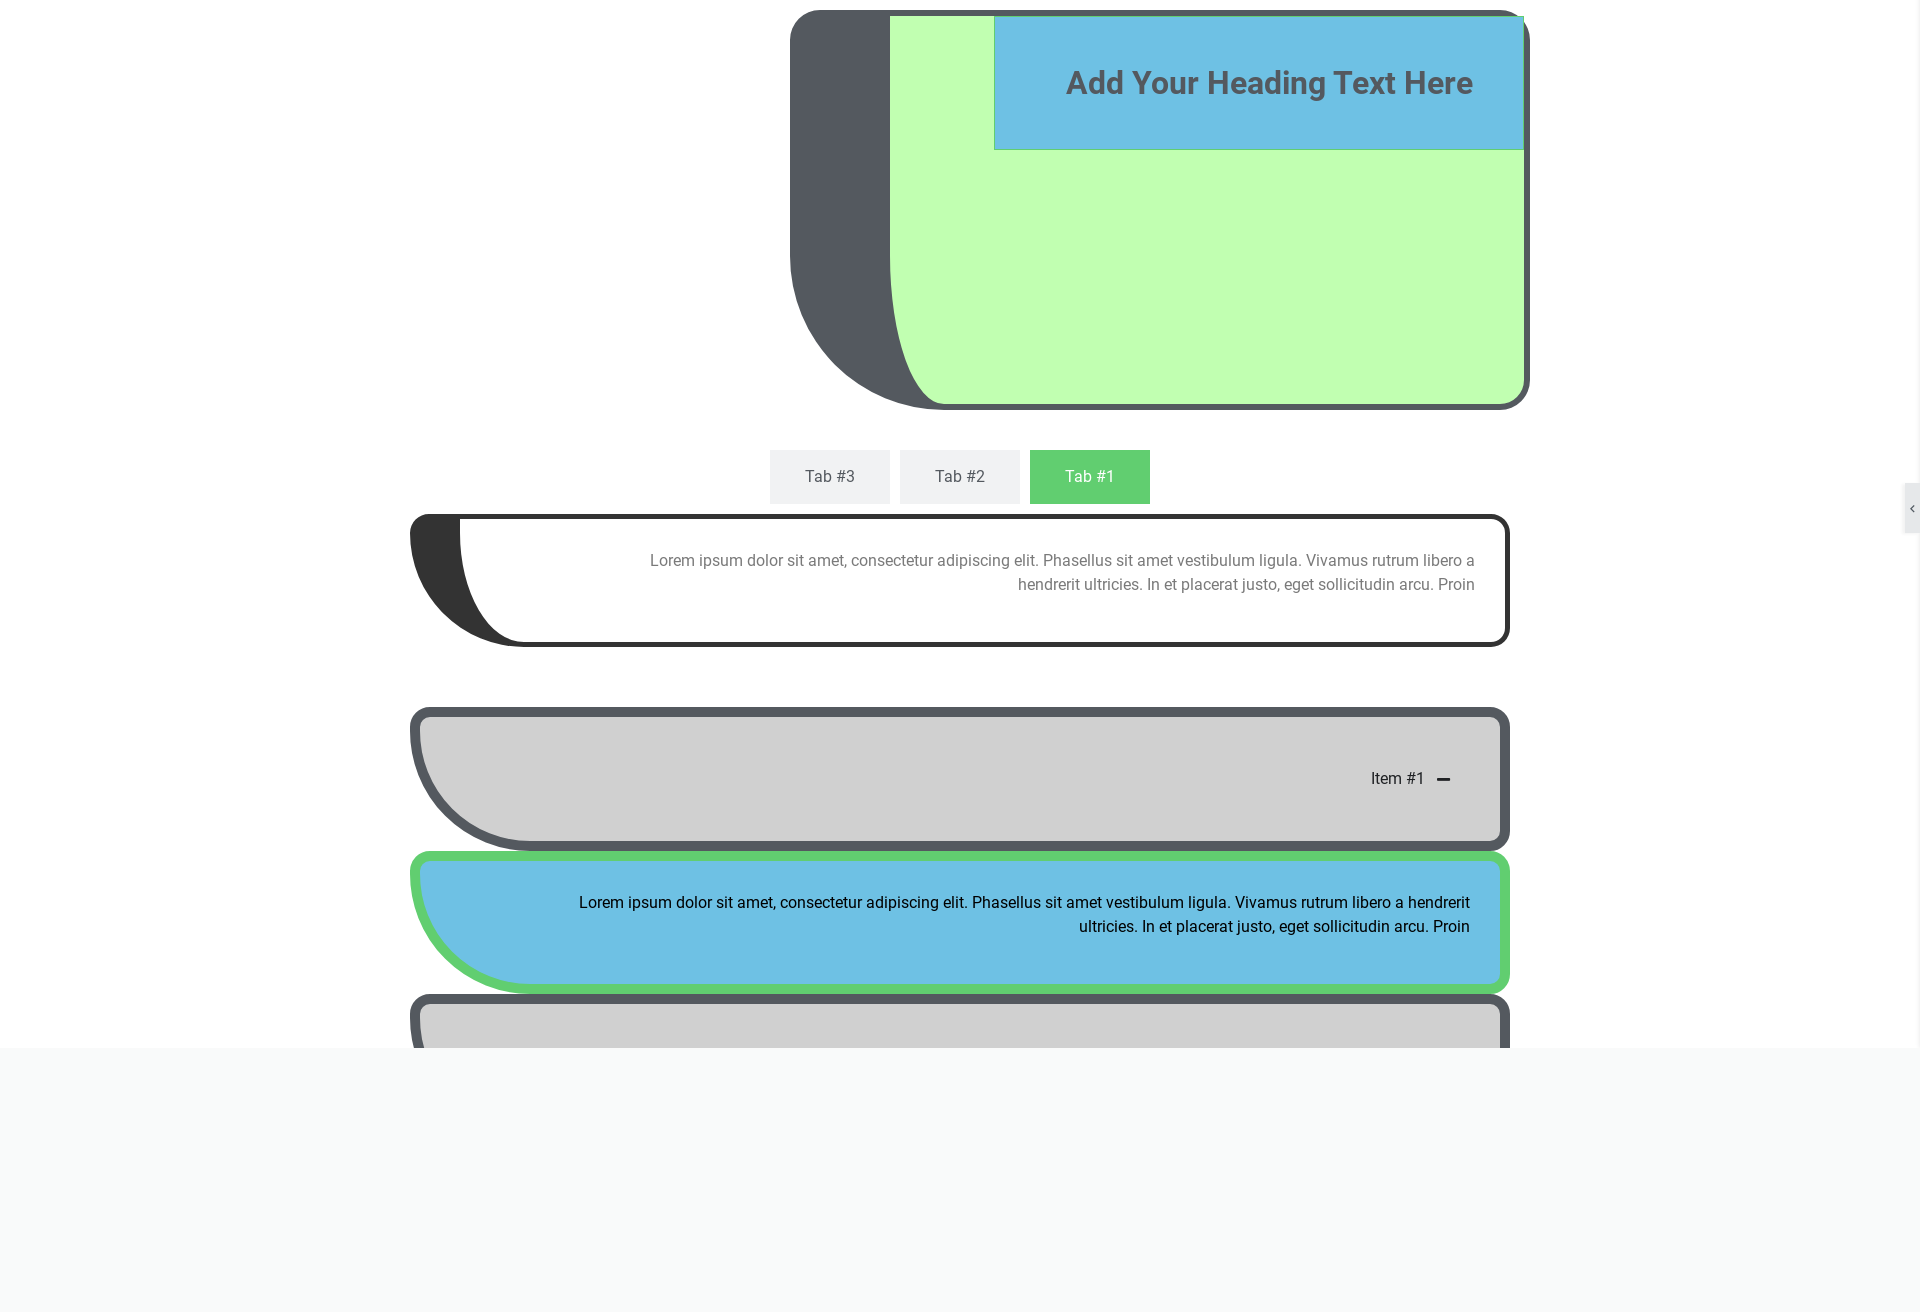 Add Your Heading Text Here
Tab #3 Tab #2 Tab #1
Lorem ipsum dolor sit amet, consectetur adipiscing elit. Phasellus sit amet vestibulum ligula. Vivamus rutrum libero a
hendrerit ultricies. In et placerat justo, eget sollicitudin arcu. Proin
Item #1
Lorem ipsum dolor sit amet, consectetur adipiscing elit. Phasellus sit amet vestibulum ligula. Vivamus rutrum libero a hendrerit
ultricies. In et placerat justo, eget sollicitudin arcu. Proin